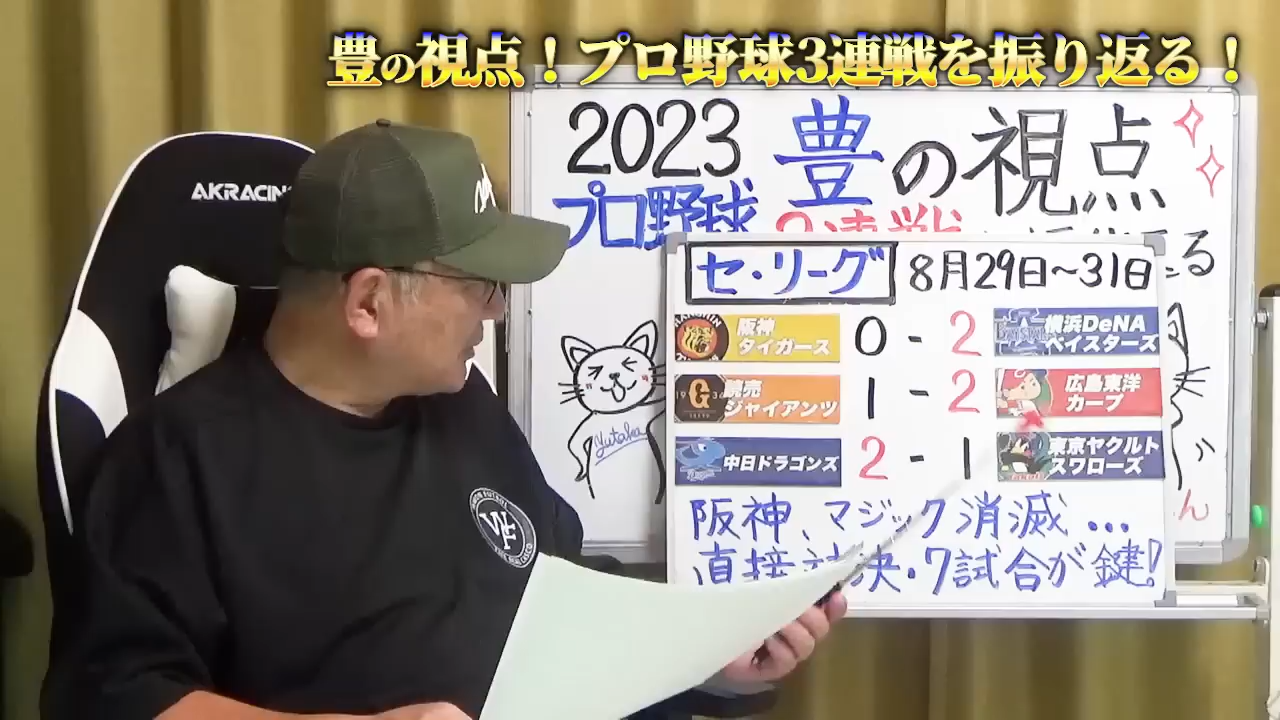 豊の視点！プロ野球3連戦を振り返る！
2023 豊の視点
プロ野球 3連戦
る
AKRACING
セ・リーグ 8月29日～31日
阪神
タイガース
0 - 2
横浜DeNA
ベイスターズ
読売
ジャイアンツ
1 - 2
広島東洋
カープ
中日ドラゴンズ
2 - 1
東京ヤクルト
スワローズ
yutaka
阪神、マジック消滅…
直接対決・7試合が鍵!
ん